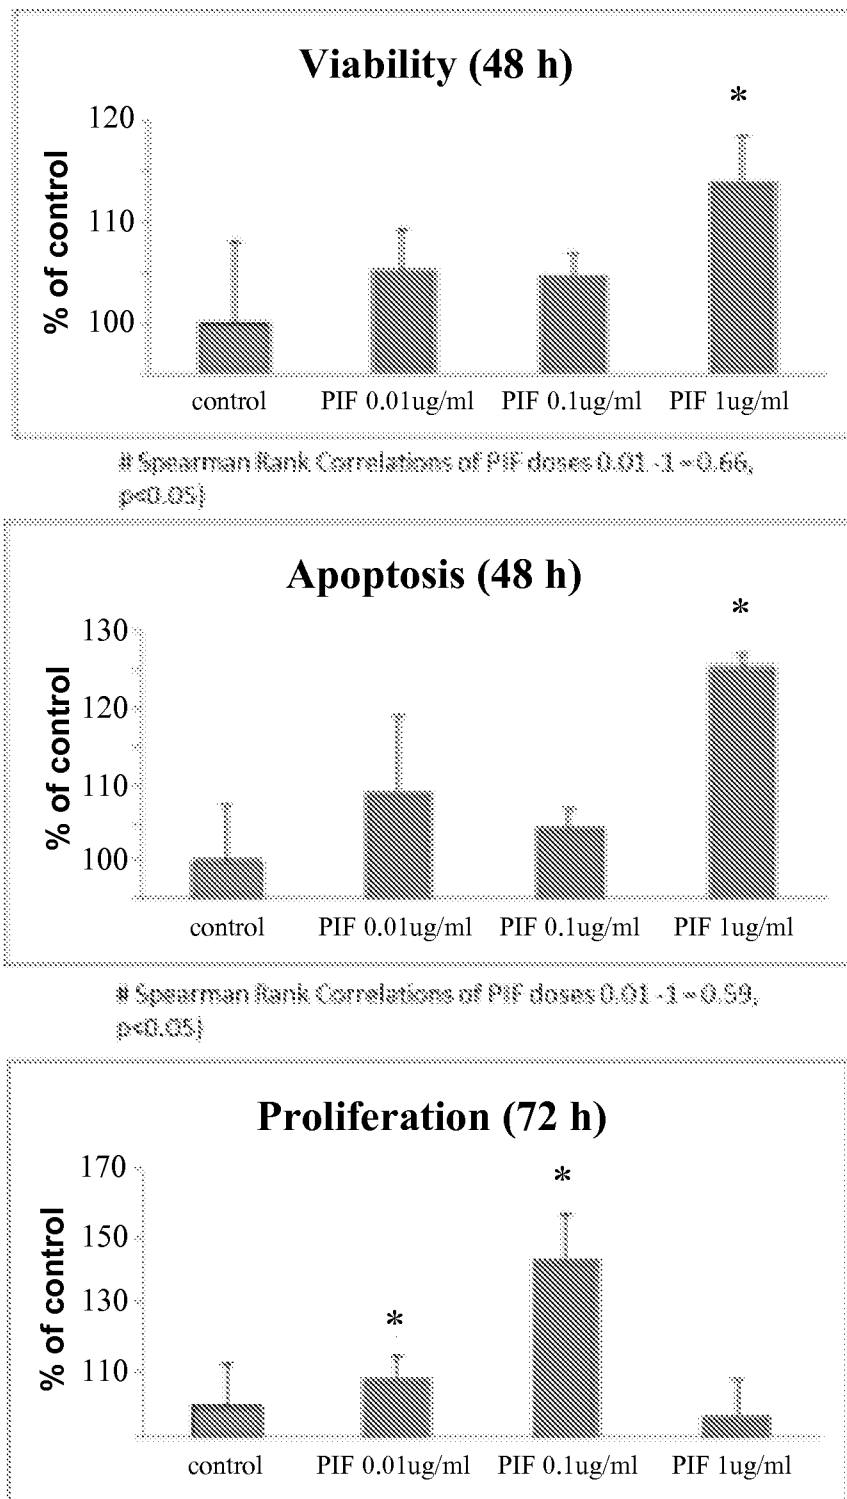 Viability (48 h)
*
120
110
100
% of control
control PIF 0.01ug/ml PIF 0.1ug/ml PIF 1ug/ml
# Spearman Rank Correlations of PIF doses 0.01 -1 ~ 0.66,
p<0.05}
Apoptosis (48 h)
*
130
120
110
100
% of control
control PIF 0.01ug/ml PIF 0.1ug/ml PIF 1ug/ml
# Spearman Rank Correlations of PIF doses 0.01 -1 ~ 0.59,
p<0.05}
Proliferation (72 h)
170
*
150
130
*
110
% of control
control PIF 0.01ug/ml PIF 0.1ug/ml PIF 1ug/ml